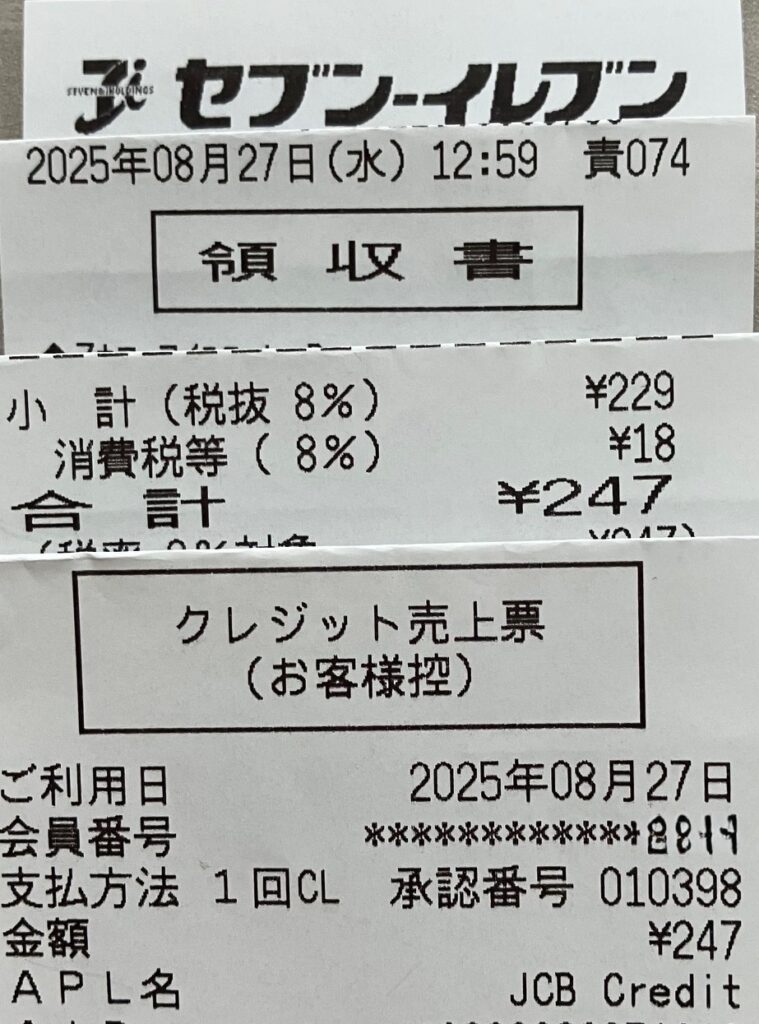 SEVEN&i HOLDINGS
セブン-イレブン
2025年08月27日(水) 12:59 責074
領収書
小 計 (税抜 8%) ¥229
消費税等 ( 8%) ¥18
合 計 ¥247
クレジット売上票
(お客様控)
ご利用日 2025年08月27日
会員番号 ************
支払方法 1回CL 承認番号 010398
金額 ¥247
APL名 JCB Credit